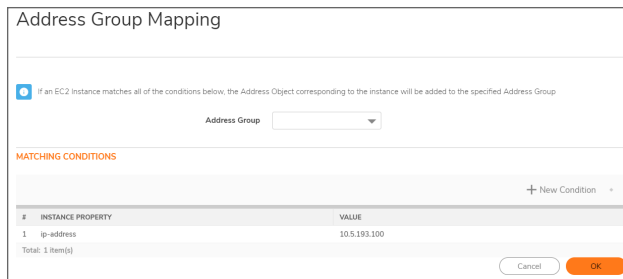 Address Group Mapping
If an EC2 Instance matches all of the conditions below, the Address Object corresponding to the instance will be added to the specified Address Group
Address Group
MATCHING CONDITIONS
+ New Condition
# INSTANCE PROPERTY VALUE
1 ip-address 10.5.193.100
Total: 1 item(s)
Cancel OK